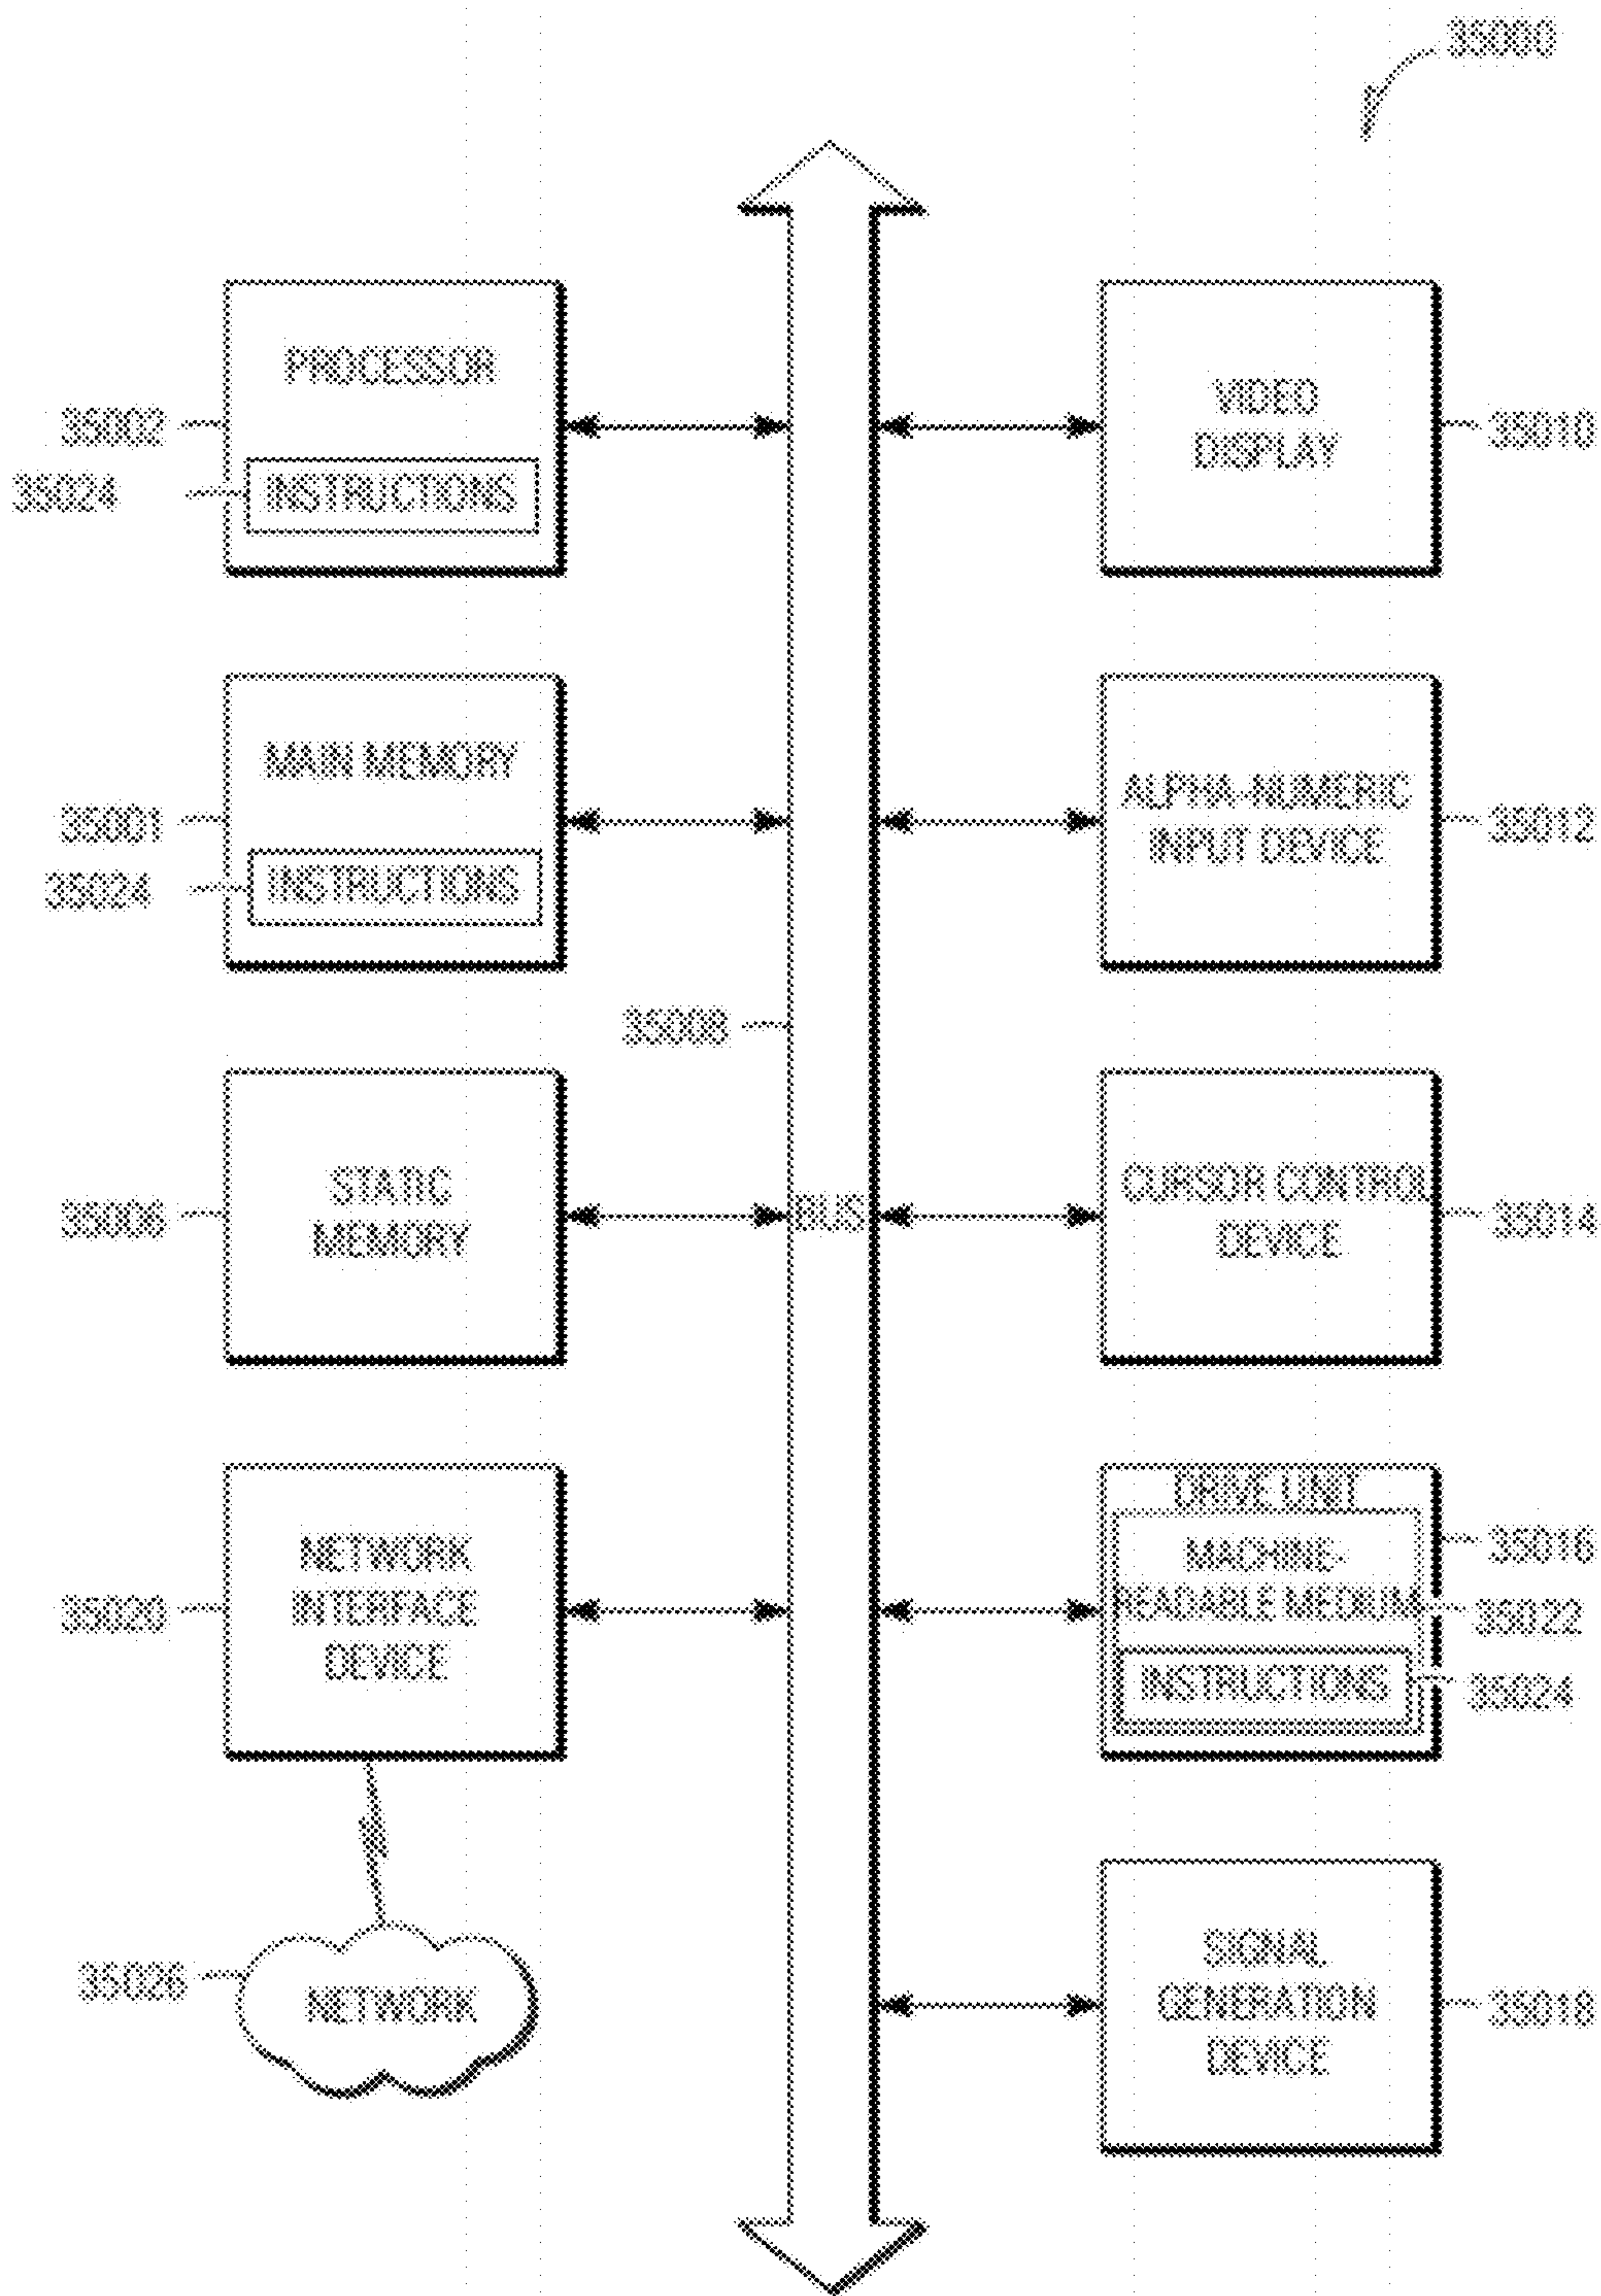 35000
PROCESSOR
35002
35024
INSTRUCTIONS
VIDEO
DISPLAY
35010
MAIN MEMORY
35001
35024
INSTRUCTIONS
ALPHA-NUMERIC
INPUT DEVICE
35012
35008
STATIC
MEMORY
35006
BUS
CURSOR CONTROL
DEVICE
35014
NETWORK
INTERFACE
DEVICE
35020
DRIVE UNIT
MACHINE-
READABLE MEDIUM
INSTRUCTIONS
35016
35022
35024
35026
NETWORK
SIGNAL
GENERATION
DEVICE
35018